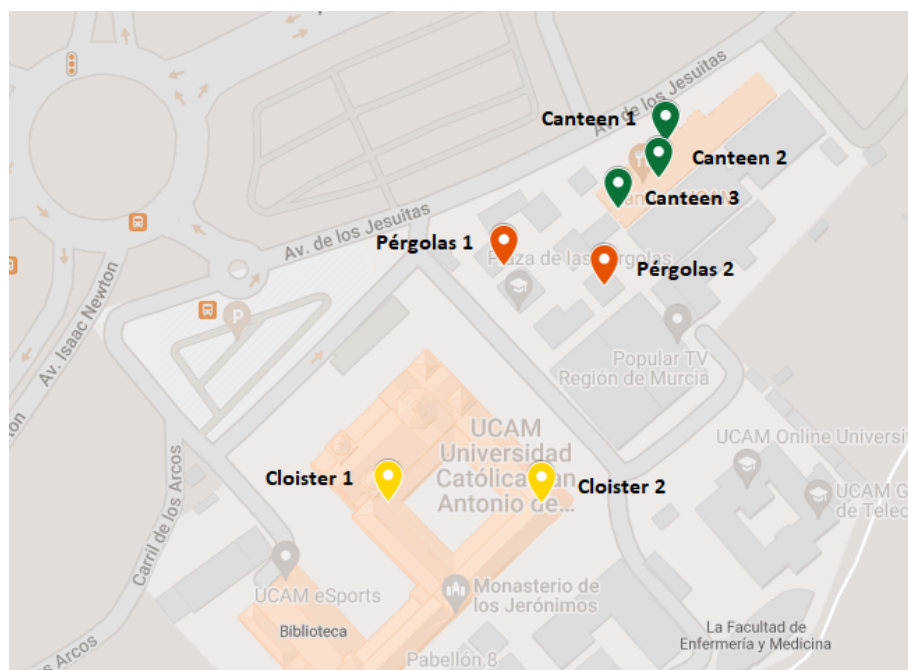 Av. de los Jesuitas
Canteen 1
Canteen 2
Canteen 3
Pérgolas 1
Av. de los Jesuitas
Plaza de las Pérgolas
Pérgolas 2
P
Av. Isaac Newton
Popular TV
Región de Murcia
UCAM
Universidad
Católica San
Antonio de...
UCAM Online Universit
Cloister 1
Cloister 2
UCAM G
de Telec
Carril de los Arcos
UCAM eSports
Monasterio de
los Jerónimos
Biblioteca
La Facultad de
Enfermería y Medicina
Pabellón 8
os Arcos